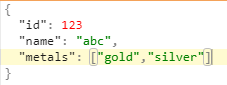 {
"id": 123
"name": "abc",
"metals": ["gold","silver"]
}